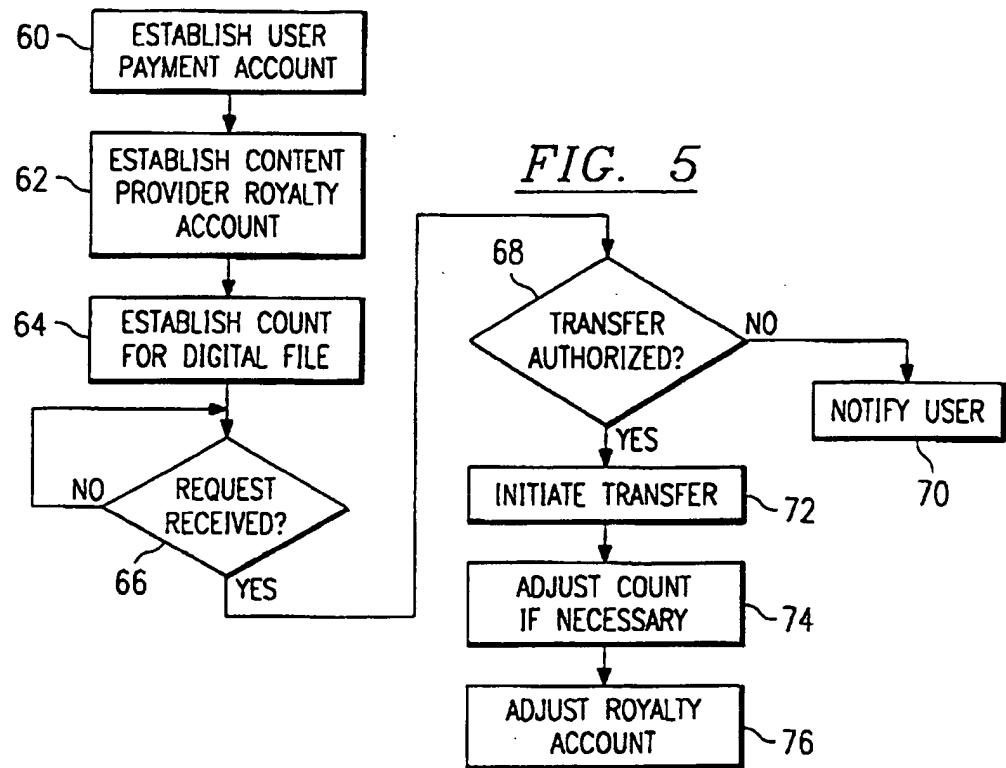 60
ESTABLISH USER
PAYMENT ACCOUNT
62
ESTABLISH CONTENT
PROVIDER ROYALTY
ACCOUNT
64
ESTABLISH COUNT
FOR DIGITAL FILE
NO
REQUEST
RECEIVED?
66
YES
FIG. 5
68
TRANSFER
AUTHORIZED?
NO
NOTIFY USER
70
YES
INITIATE TRANSFER
72
ADJUST COUNT
IF NECESSARY
74
ADJUST ROYALTY
ACCOUNT
76